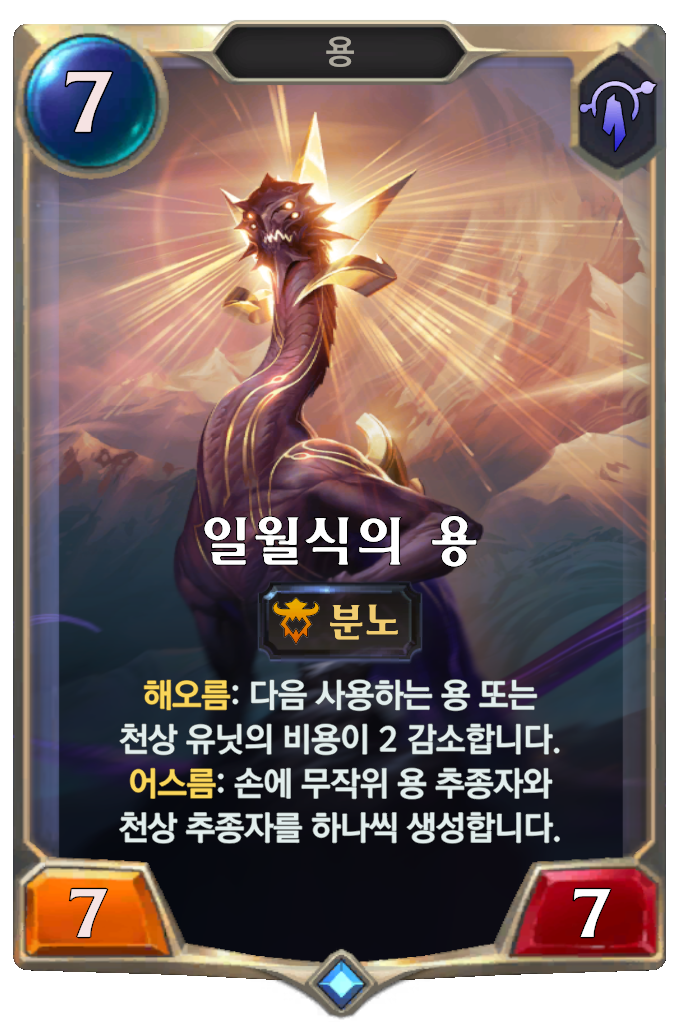 7
용
일월식의 용
분노
해오름: 다음 사용하는 용 또는
천상 유닛의 비용이 2 감소합니다.
어스름: 손에 무작위 용 추종자와
천상 추종자를 하나씩 생성합니다.
7
7